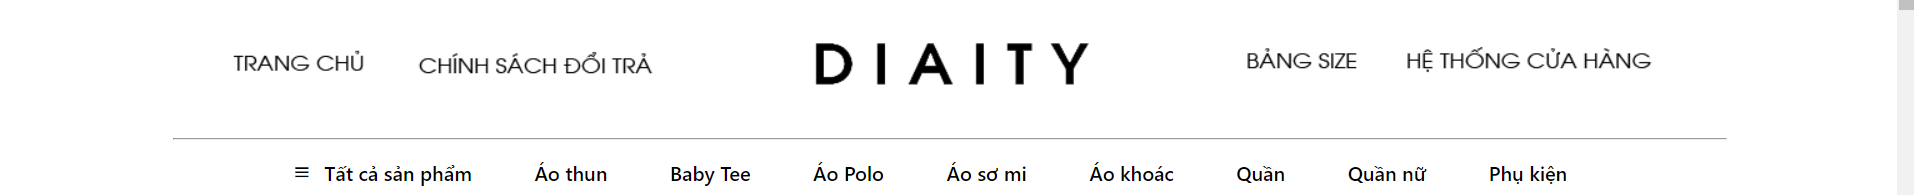 TRANG CHỦ CHÍNH SÁCH ĐỔI TRẢ DIAITY BẢNG SIZE HỆ THỐNG CỬA HÀNG
≡ Tất cả sản phẩm Áo thun Baby Tee Áo Polo Áo sơ mi Áo khoác Quần Quần nữ Phụ kiện